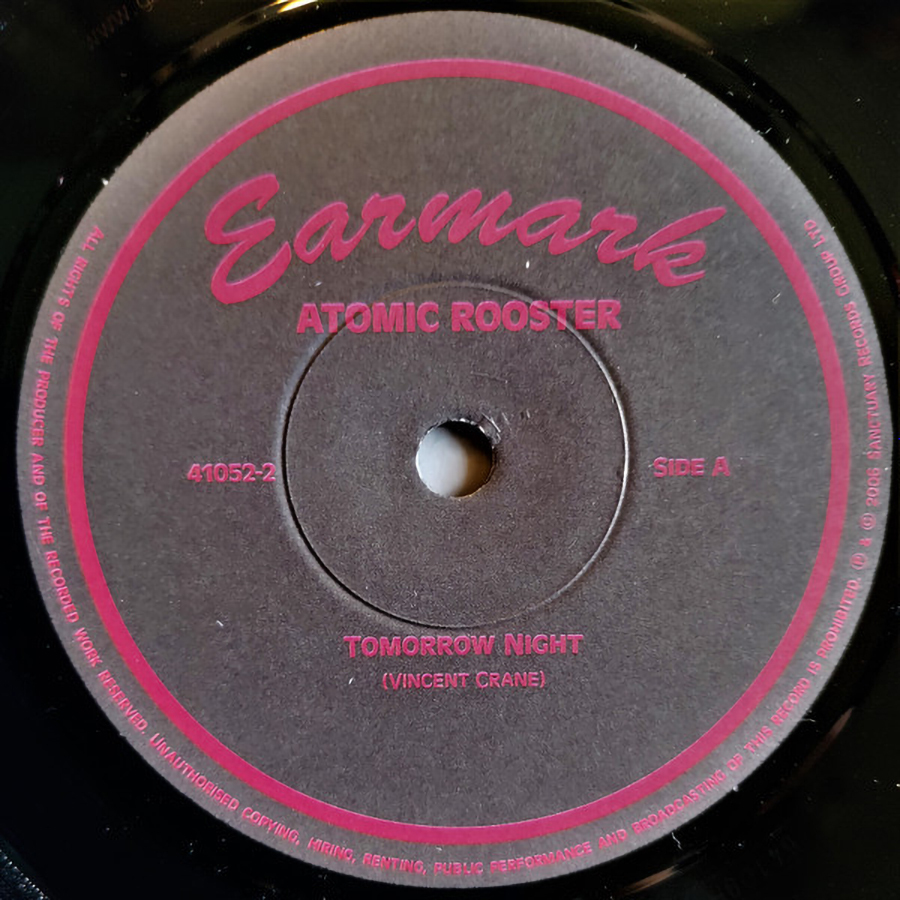 Earmark
ATOMIC ROOSTER
41052-2
SIDE A
TOMORROW NIGHT
(VINCENT CRANE)
ALL RIGHTS OF THE PRODUCER AND OF THE RECORDED WORK RESERVED. UNAUTHORISED COPYING, HIRING, RENTING, PUBLIC PERFORMANCE AND BROADCASTING OF THIS RECORD IS PROHIBITED. ℗ & © 2006 SANCTUARY RECORDS GROUP LTD